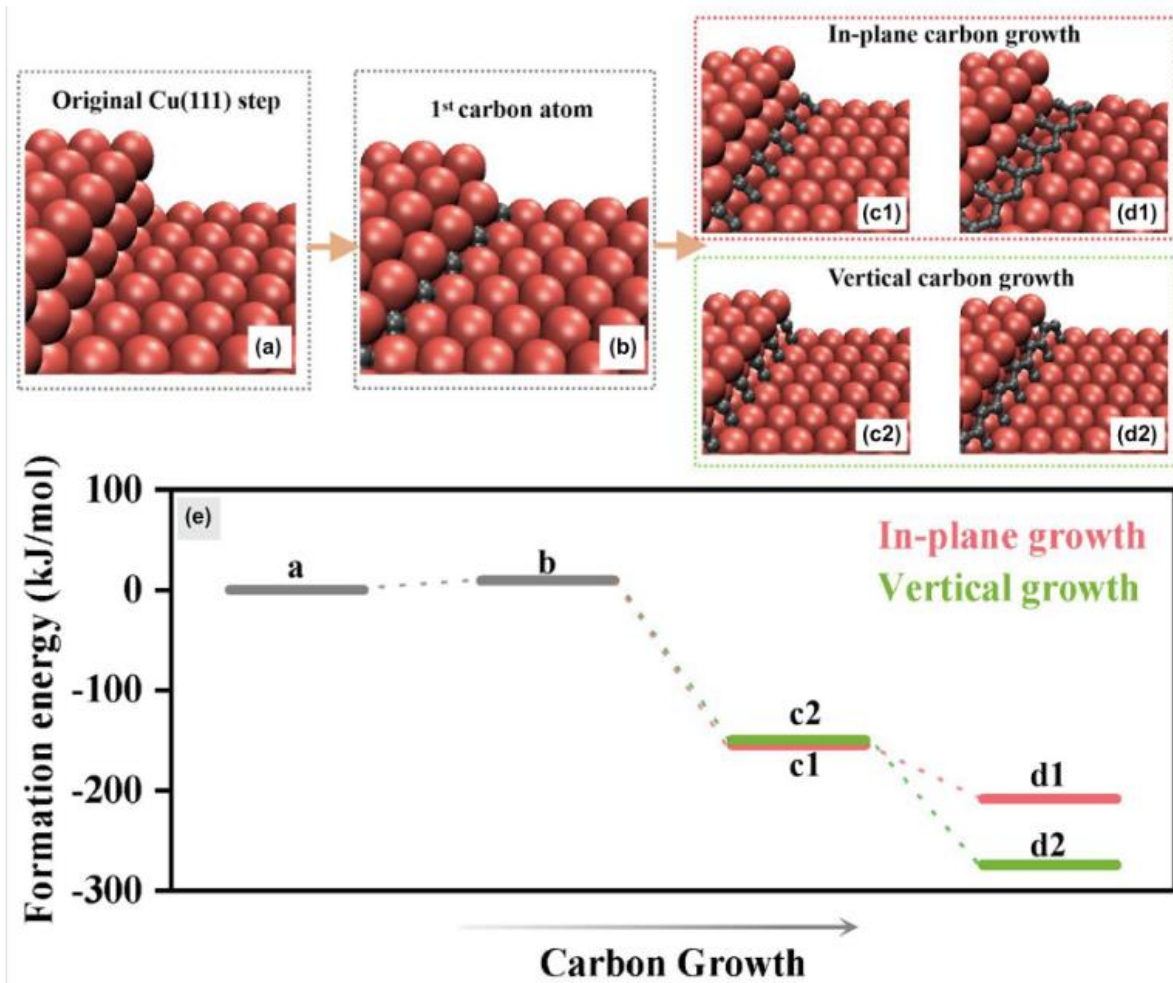 Original Cu(111) step
(a)
1st carbon atom
(b)
In-plane carbon growth
(c1)
(d1)
Vertical carbon growth
(c2)
(d2)
(e)
In-plane growth
Vertical growth
Formation energy (kJ/mol)
100
0
-100
-200
-300
a
b
c2
c1
d1
d2
Carbon Growth